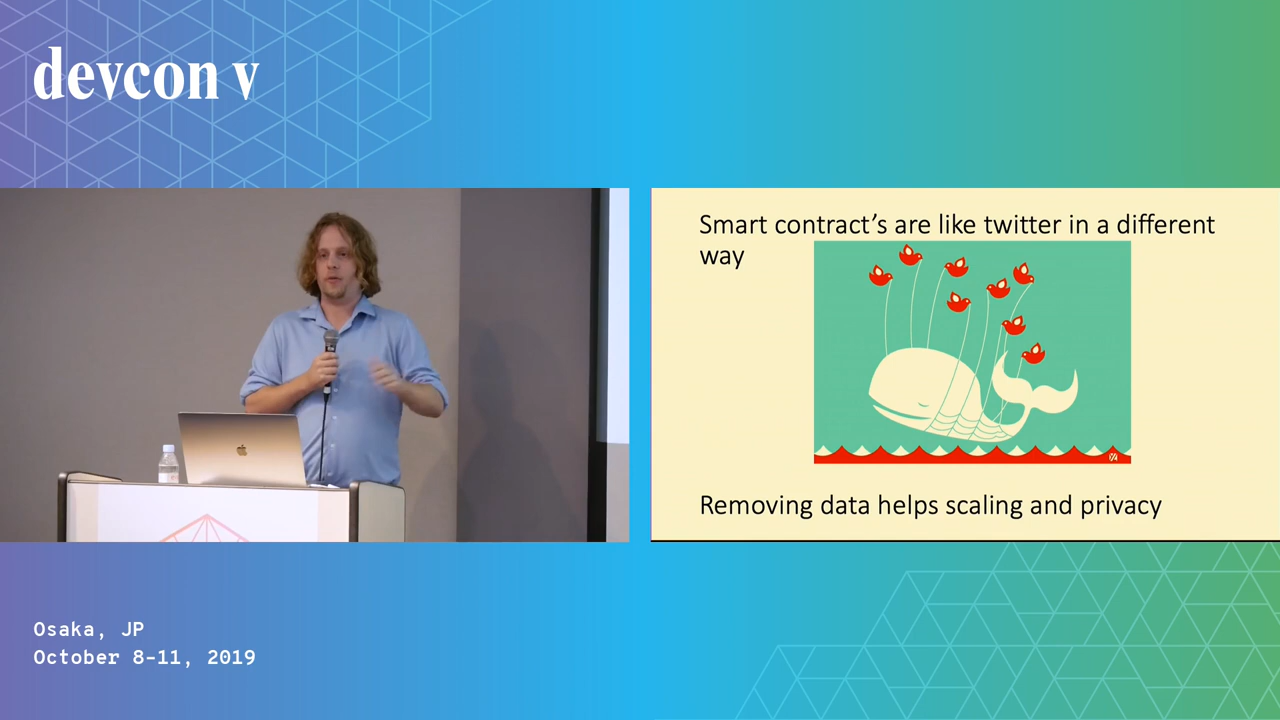 devcon v
Smart contract's are like twitter in a different
way
Removing data helps scaling and privacy
Osaka, JP
October 8-11, 2019